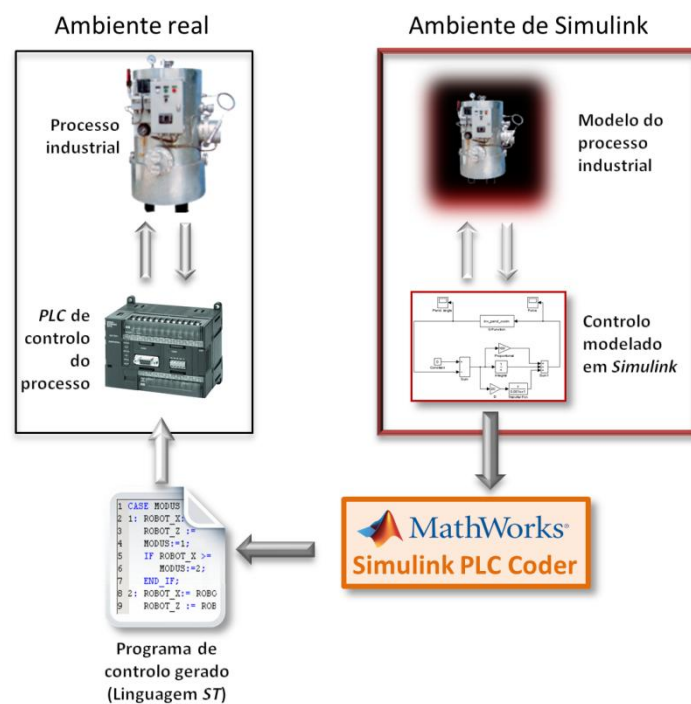 Ambiente real
Ambiente de Simulink
Processo
industrial
Modelo do
processo
industrial
PLC de
controlo
do
processo
Controlo
modelado
em Simulink
1 CASE MODUS
2 1: ROBOT_X:
3 ROBOT_Z :=
4 MODUS:=1;
5 IF ROBOT_X >=
6 MODUS:=2;
7 END_IF;
8 2: ROBOT_X:= ROBO
9 ROBOT_Z := ROB
MathWorks®
Simulink PLC Coder
Programa de
controlo gerado
(Linguagem ST)